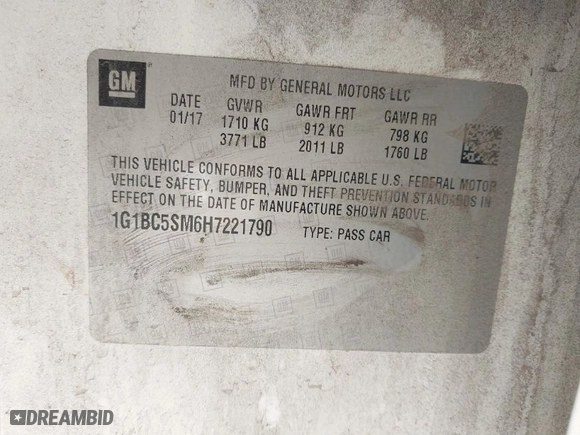 GM
MFD BY GENERAL MOTORS LLC
DATE GVWR GAWR FRT GAWR RR
01/17 1710 KG 912 KG 798 KG
3771 LB 2011 LB 1760 LB
THIS VEHICLE CONFORMS TO ALL APPLICABLE U.S. FEDERAL MOTOR
VEHICLE SAFETY, BUMPER, AND THEFT PREVENTION STANDARDS IN
EFFECT ON THE DATE OF MANUFACTURE SHOWN ABOVE.
1G1BC5SM6H7221790 TYPE: PASS CAR
DREAMBID